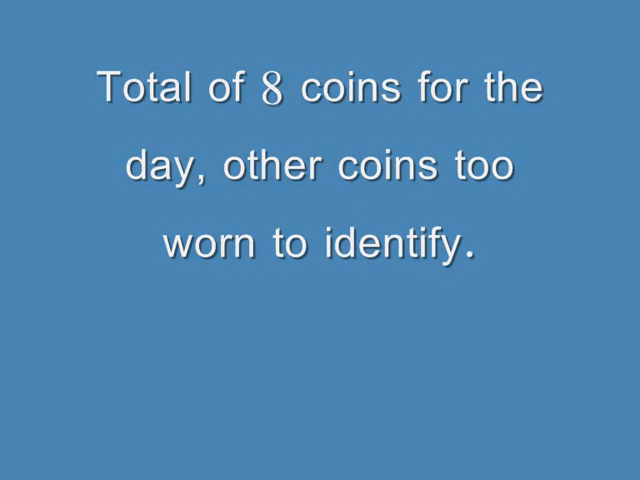 Total of 8 coins for the
day, other coins too
worn to identify.